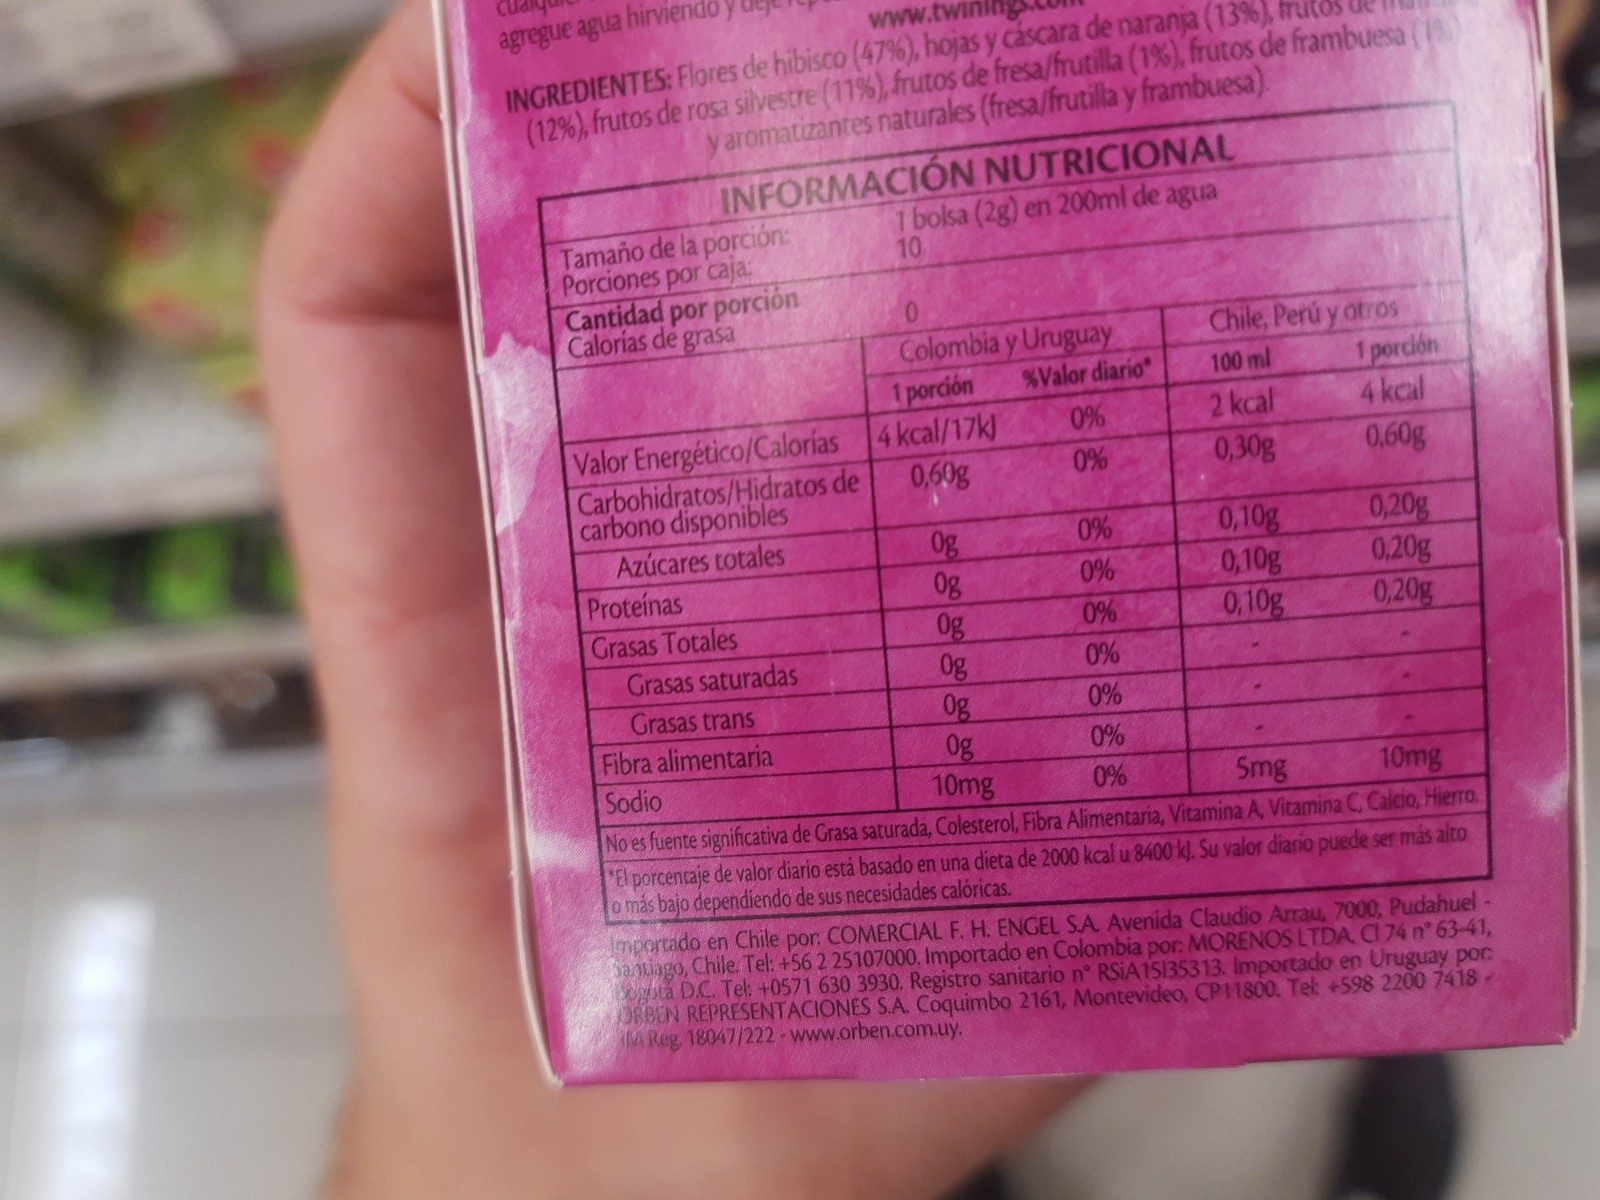 agregue agua hirviendo y deje
www.twinings.com
INGREDIENTES: Flores de hibisco (47%), hojas y cáscara de naranja (13%), frutos de
(12%), frutos de rosa silvestre (11%), frutos de fresa/frutilla (1%), frutos de frambuesa (1%)
y aromatizantes naturales (fresa/frutilla y frambuesa).
INFORMACIÓN NUTRICIONAL
Tamaño de la porción: 1 bolsa (2g) en 200ml de agua
Porciones por caja: 10
Cantidad por porción
Calorías de grasa 0
Colombia y Uruguay Chile, Perú y otros
1 porción %Valor diario* 100 ml 1 porción
Valor Energético/Calorías 4 kcal/17kJ 0% 2 kcal 4 kcal
Carbohidratos/Hidratos de 0,60g 0% 0,30g 0,60g
carbono disponibles
Azúcares totales 0g 0% 0,10g 0,20g
Proteínas 0g 0% 0,10g 0,20g
Grasas Totales 0g 0% 0,10g 0,20g
Grasas saturadas 0g 0% - -
Grasas trans 0g 0% - -
Fibra alimentaria 0g 0% - -
Sodio 10mg 0% 5mg 10mg
No es fuente significativa de Grasa saturada, Colesterol, Fibra Alimentaria, Vitamina A, Vitamina C, Calcio, Hierro.
*El porcentaje de valor diario está basado en una dieta de 2000 kcal u 8400 kJ. Su valor diario puede ser más alto
o más bajo dependiendo de sus necesidades calóricas.
Importado en Chile por: COMERCIAL F. H. ENGEL S.A. Avenida Claudio Arrau, 7000, Pudahuel -
Santiago, Chile. Tel: +56 2 25107000. Importado en Colombia por: MORENOS LTDA. Cl 74 n° 63-41,
Bogotá D.C. Tel: +0571 630 3930. Registro sanitario n° RSiA15I35313. Importado en Uruguay por:
ORBEN REPRESENTACIONES S.A. Coquimbo 2161, Montevideo, CP11800. Tel: +598 2200 7418 -
IM Reg. 18047/222 - www.orben.com.uy.